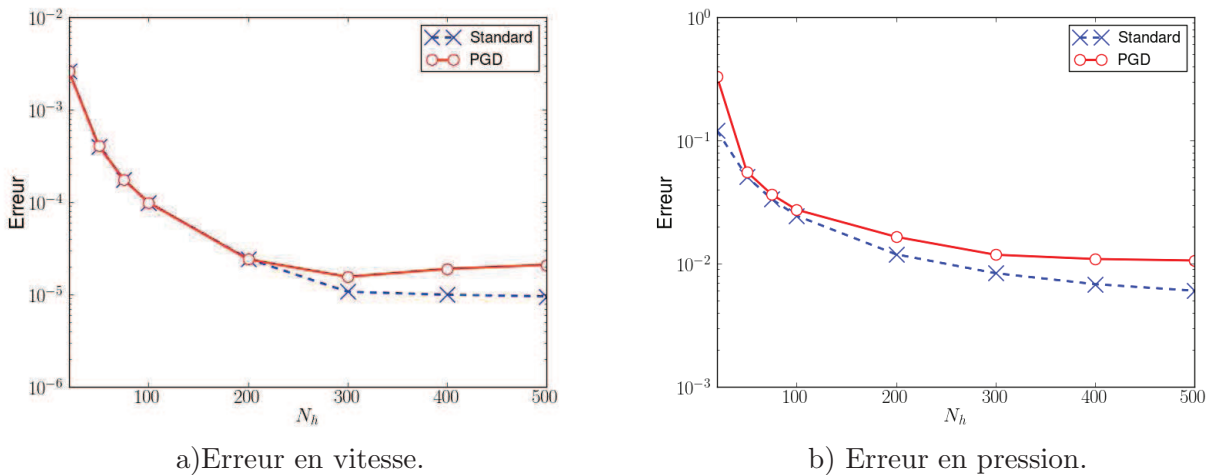 10^{-2}
10^{-3}
10^{-4}
10^{-5}
10^{-6}
Erreur
Standard
PGD
100 200 300 400 500
N_h
a)Erreur en vitesse.
10^0
10^{-1}
10^{-2}
10^{-3}
Erreur
Standard
PGD
100 200 300 400 500
N_h
b) Erreur en pression.